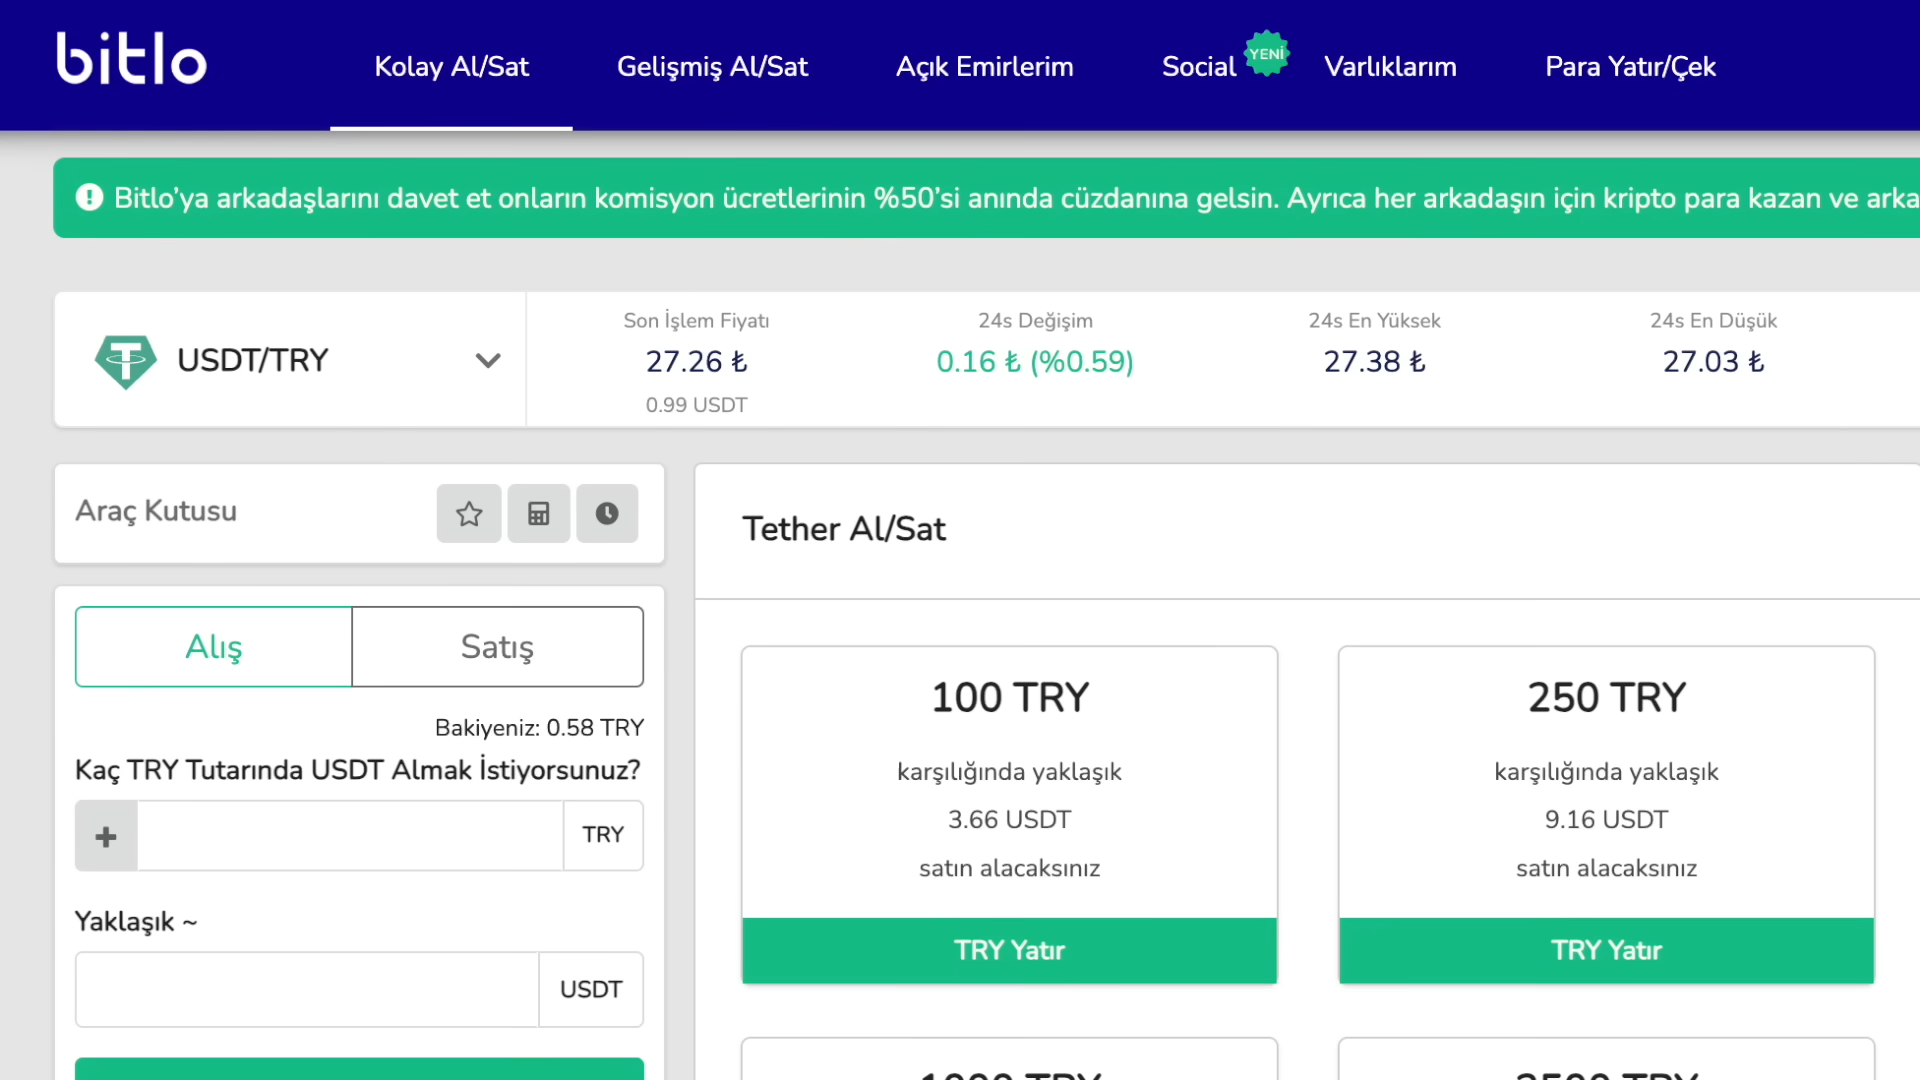 bitlo
Kolay Al/Sat
Gelişmiş Al/Sat
Açık Emirlerim
Social
YENİ
Varlıklarım
Para Yatır/Çek
Bitlo’ya arkadaşlarını davet et onların komisyon ücretlerinin %50’si anında cüzdanına gelsin. Ayrıca her arkadaşın için kripto para kazan ve arka
USDT/TRY
Son İşlem Fiyatı
27.26 ₺
0.99 USDT
24s Değişim
0.16 ₺ (%0.59)
24s En Yüksek
27.38 ₺
24s En Düşük
27.03 ₺
Araç Kutusu
Alış
Satış
Bakiyeniz: 0.58 TRY
Kaç TRY Tutarında USDT Almak İstiyorsunuz?
+
TRY
Yaklaşık ~
USDT
Tether Al/Sat
100 TRY
karşılığında yaklaşık
3.66 USDT
satın alacaksınız
TRY Yatır
250 TRY
karşılığında yaklaşık
9.16 USDT
satın alacaksınız
TRY Yatır
1000 TRY
2500 TRY